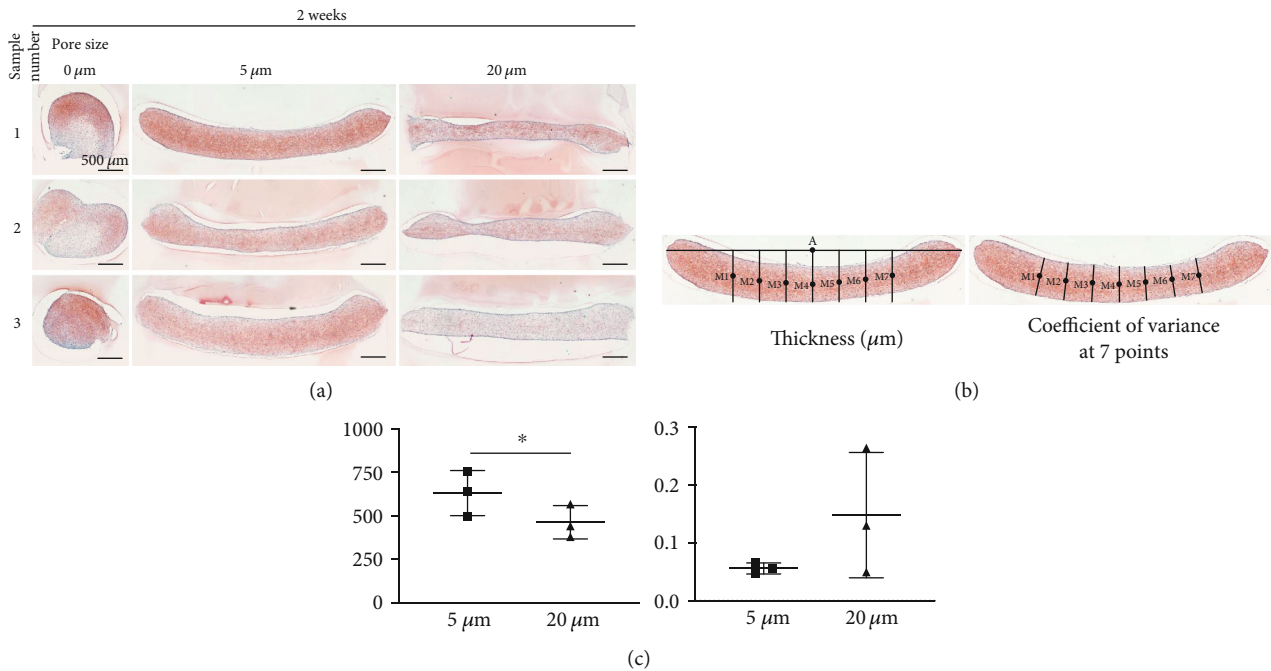 2 weeks
Sample number
Pore size
0 μm
5 μm
20 μm
1
500 μm
2
3
(a)
A
M1 M2 M3 M4 M5 M6 M7
M1 M2 M3 M4 M5 M6 M7
Thickness (μm)
Coefficient of variance
at 7 points
(b)
1000
750
500
250
0
*
5 μm
20 μm
0.3
0.2
0.1
0.0
5 μm
20 μm
(c)